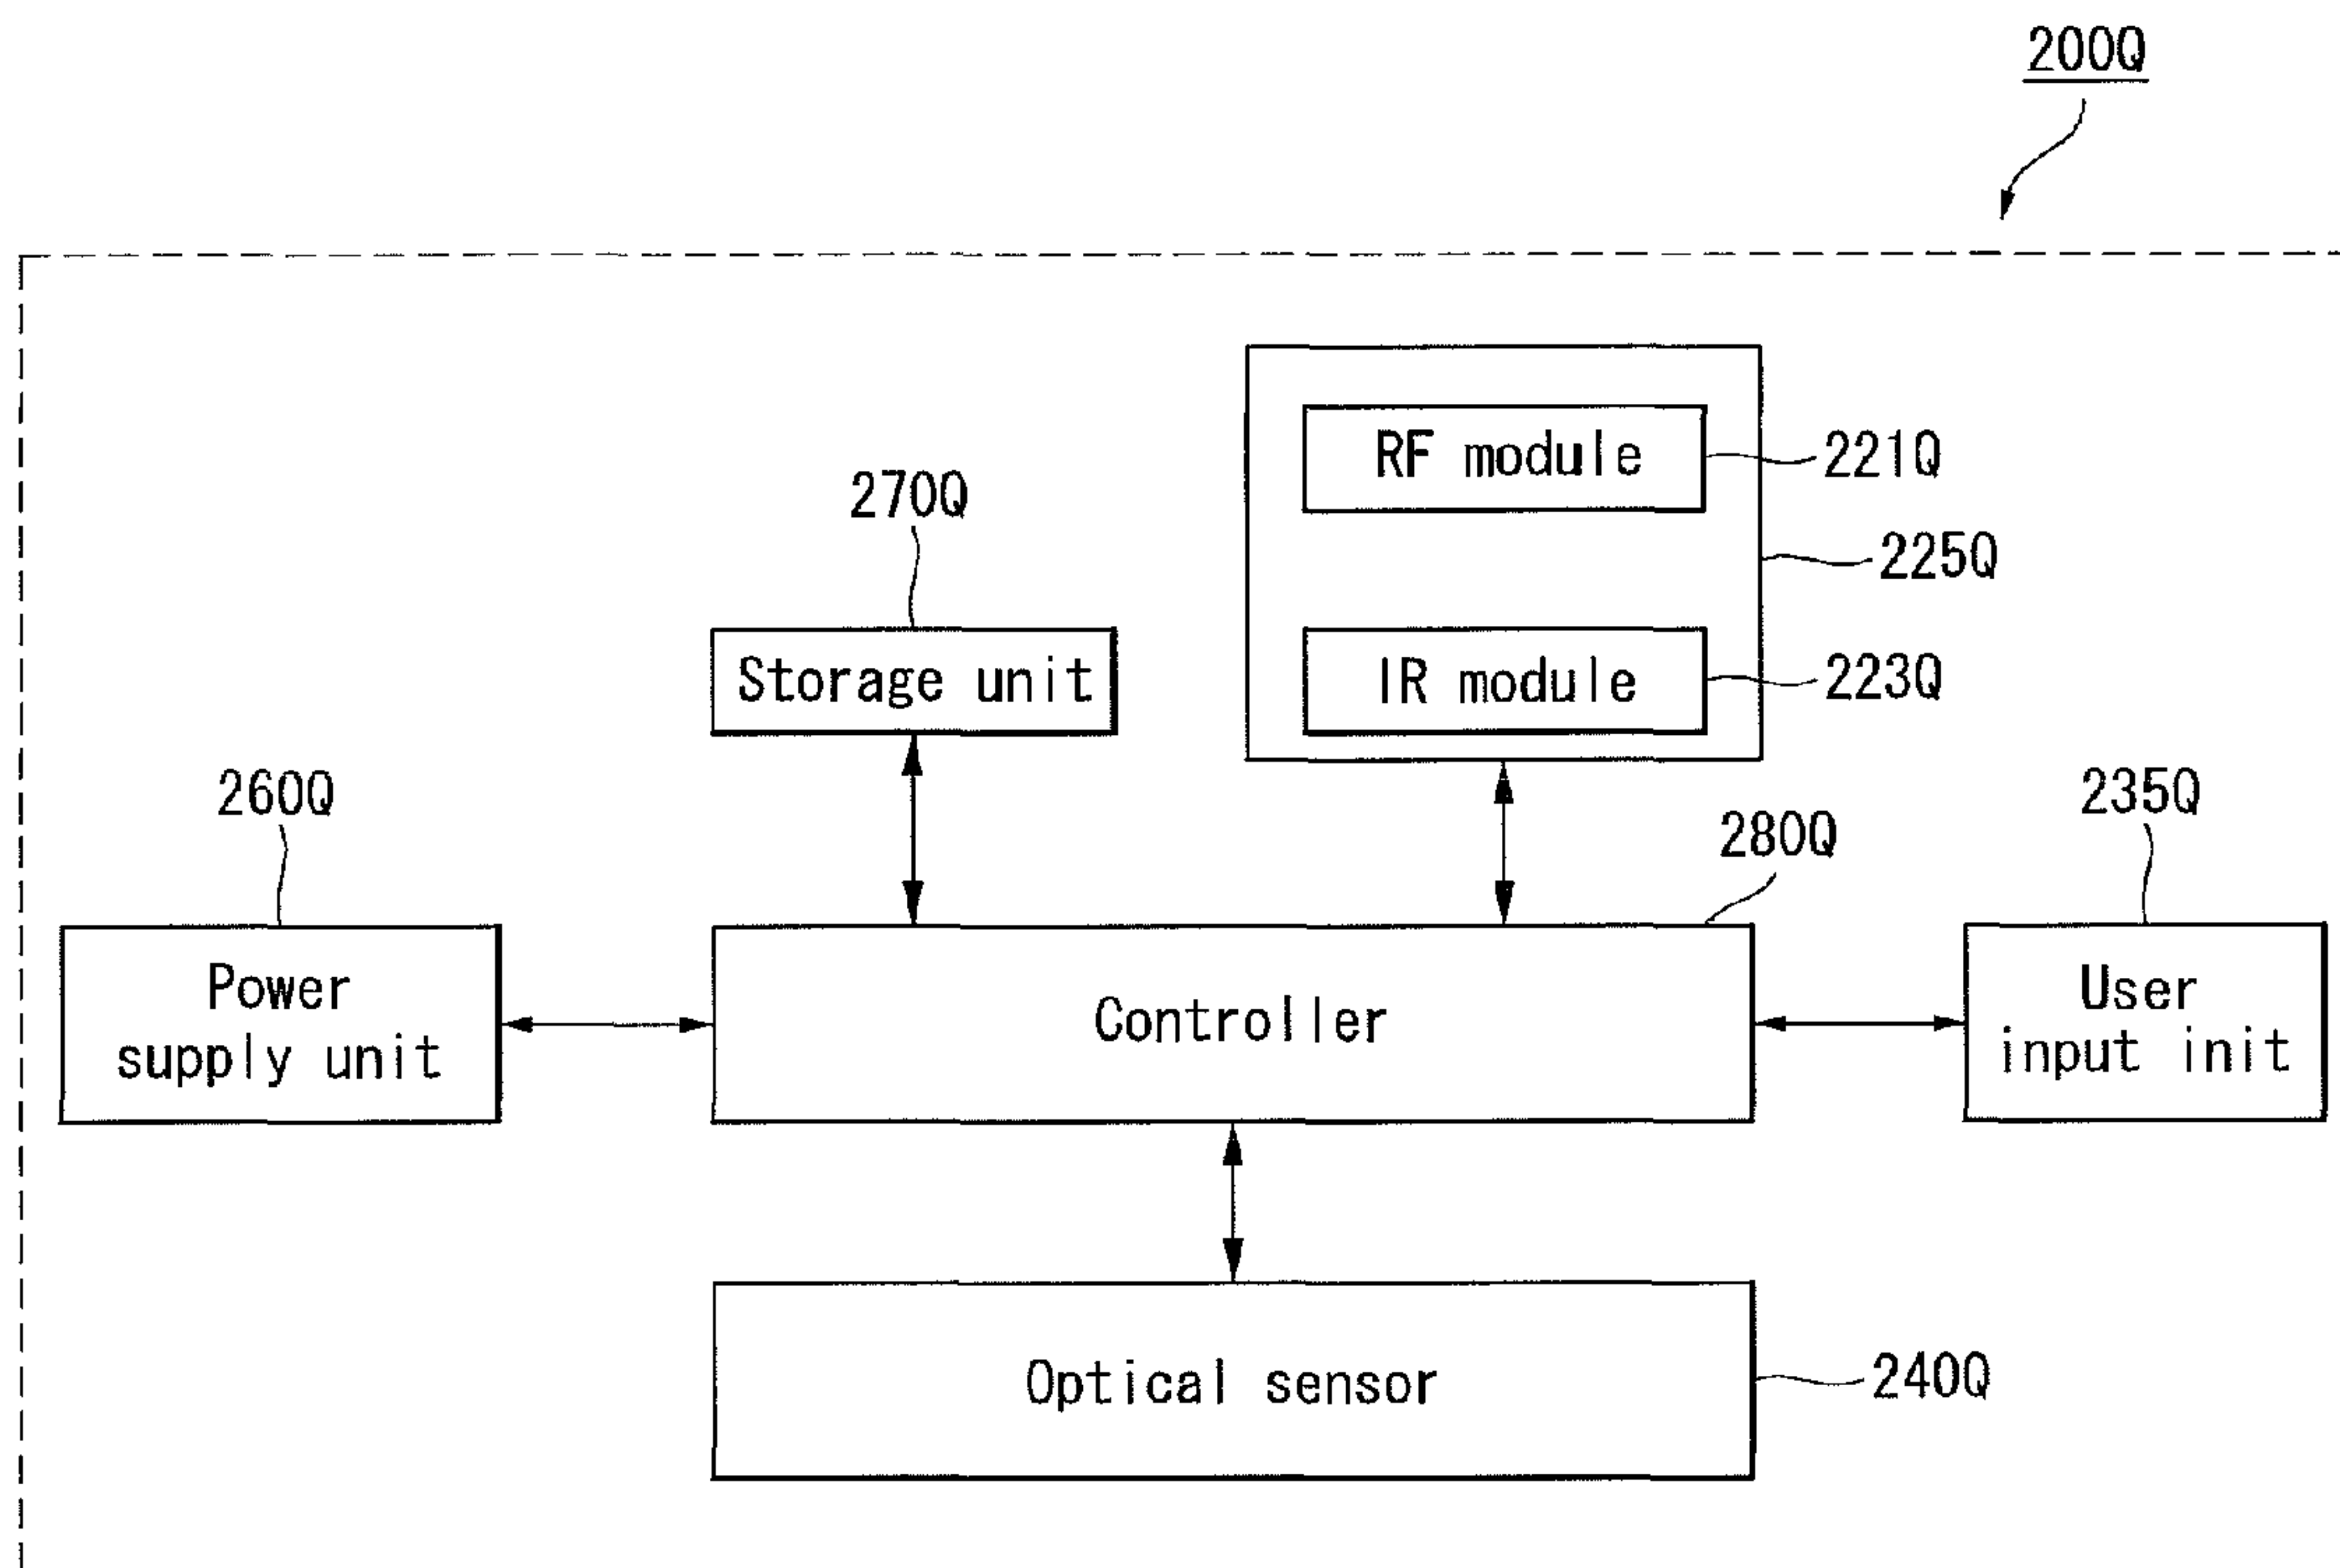 200Q
RF module
221Q
270Q
225Q
Storage unit
IR module
223Q
260Q
235Q
280Q
Power
supply unit
Controller
User
input init
Optical sensor
240Q